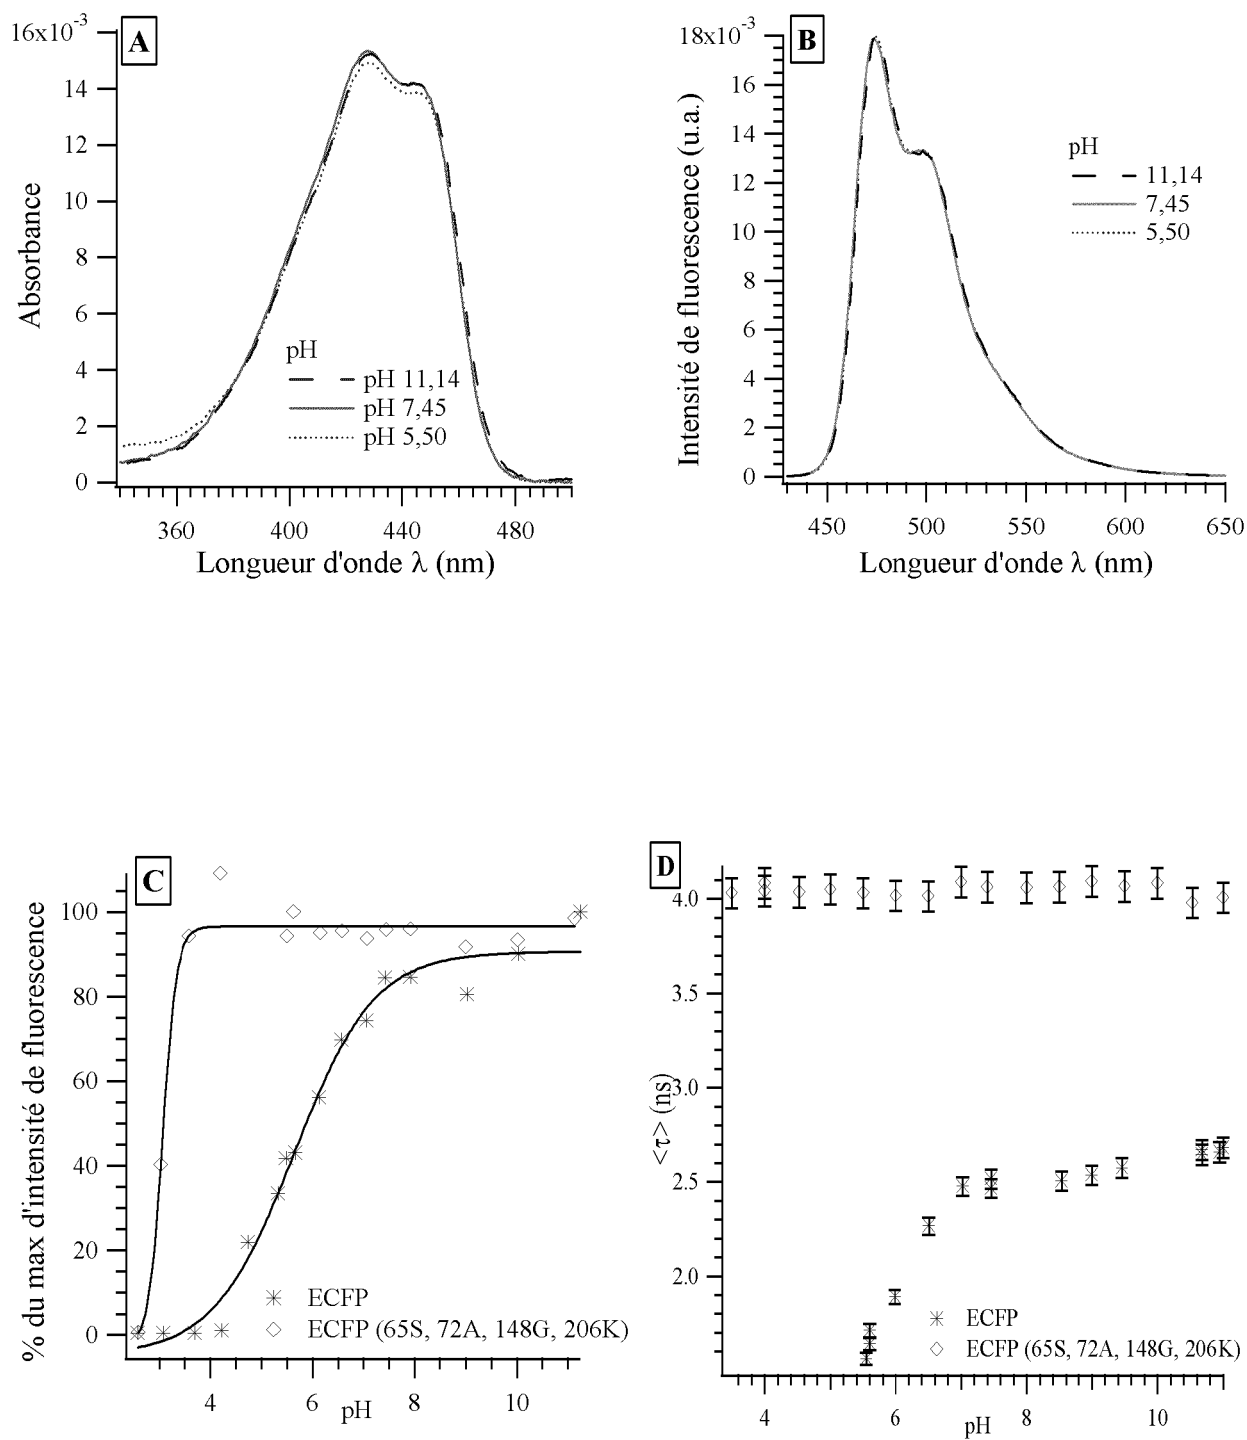 A
16x10-3
14
12
10
8
6
4
2
0
Absorbance
pH
pH 11,14
pH 7,45
pH 5,50
360 400 440 480
Longueur d'onde λ (nm)
B
18x10-3
16
14
12
10
8
6
4
2
0
Intensité de fluorescence (u.a.)
pH
11,14
7,45
5,50
450 500 550 600 650
Longueur d'onde λ (nm)
C
100
80
60
40
20
0
% du max d'intensité de fluorescence
ECFP
ECFP (65S, 72A, 148G, 206K)
4 6 8 10
pH
D
4.0
3.5
3.0
2.5
2.0
<τ> (ns)
ECFP
ECFP (65S, 72A, 148G, 206K)
4 6 8 10
pH